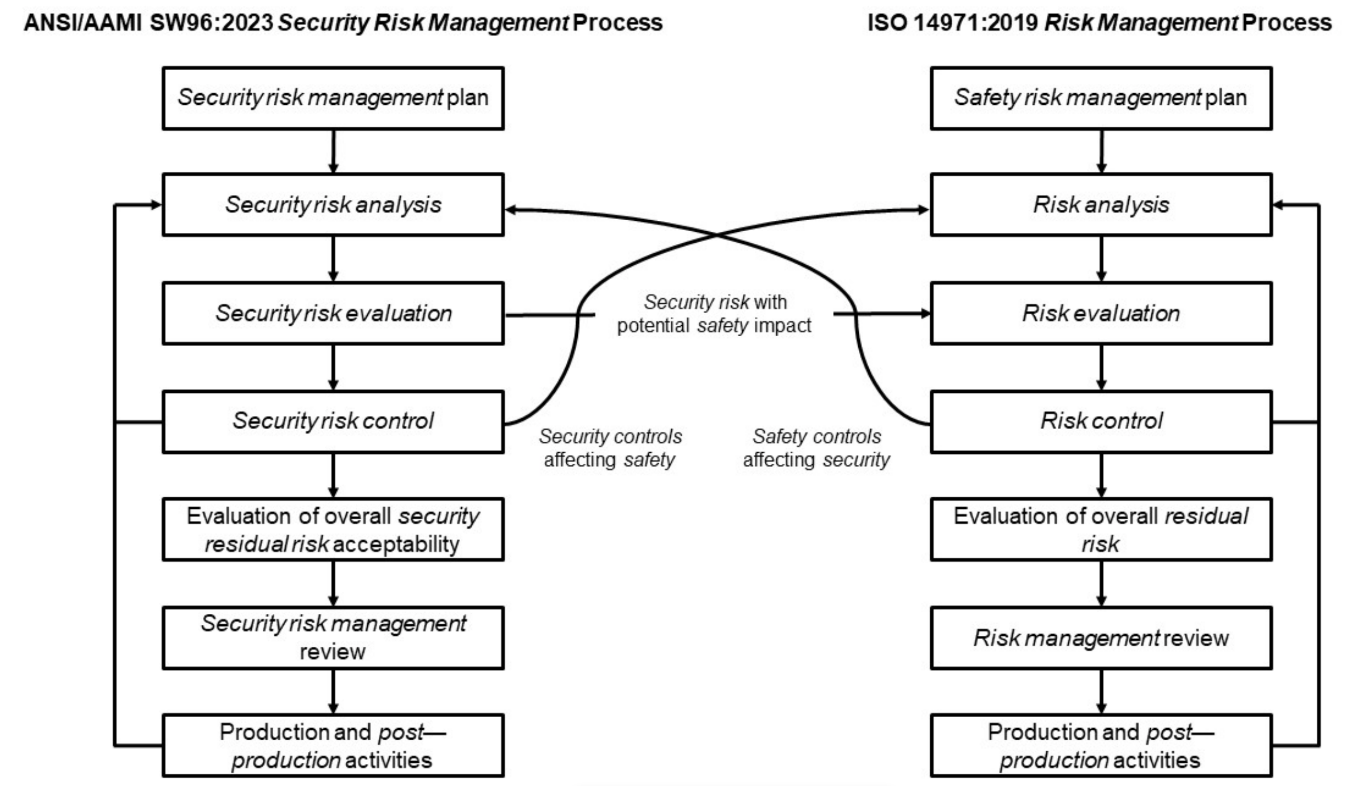 ANSI/AAMI SW96:2023 Security Risk Management Process
ISO 14971:2019 Risk Management Process
Security risk management plan
Safety risk management plan
Security risk analysis
Risk analysis
Security risk evaluation
Security risk with
potential safety impact
Risk evaluation
Security risk control
Security controls
affecting safety
Safety controls
affecting security
Risk control
Evaluation of overall security
residual risk acceptability
Evaluation of overall residual
risk
Security risk management
review
Risk management review
Production and post—
production activities
Production and post—
production activities